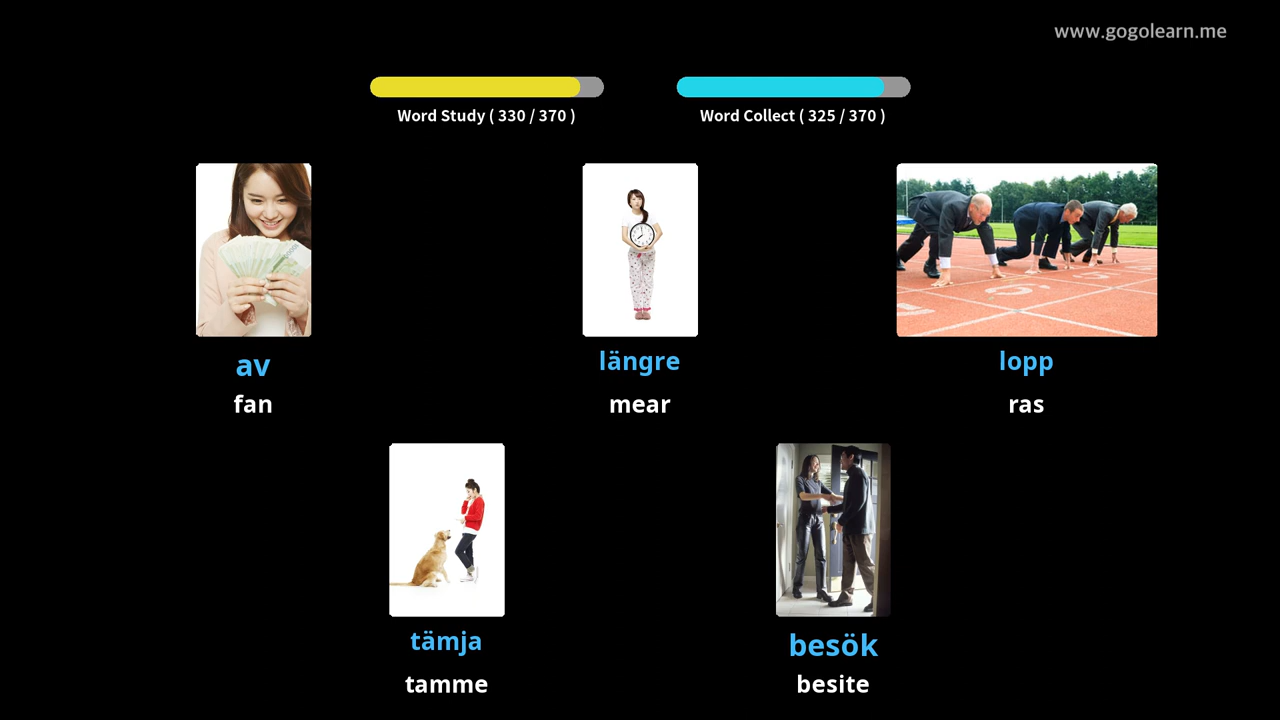 www.gogolearn.me
Word Study ( 330 / 370 )
Word Collect ( 325 / 370 )
av
fan
längre
mear
lopp
ras
tämja
tamme
besök
besite